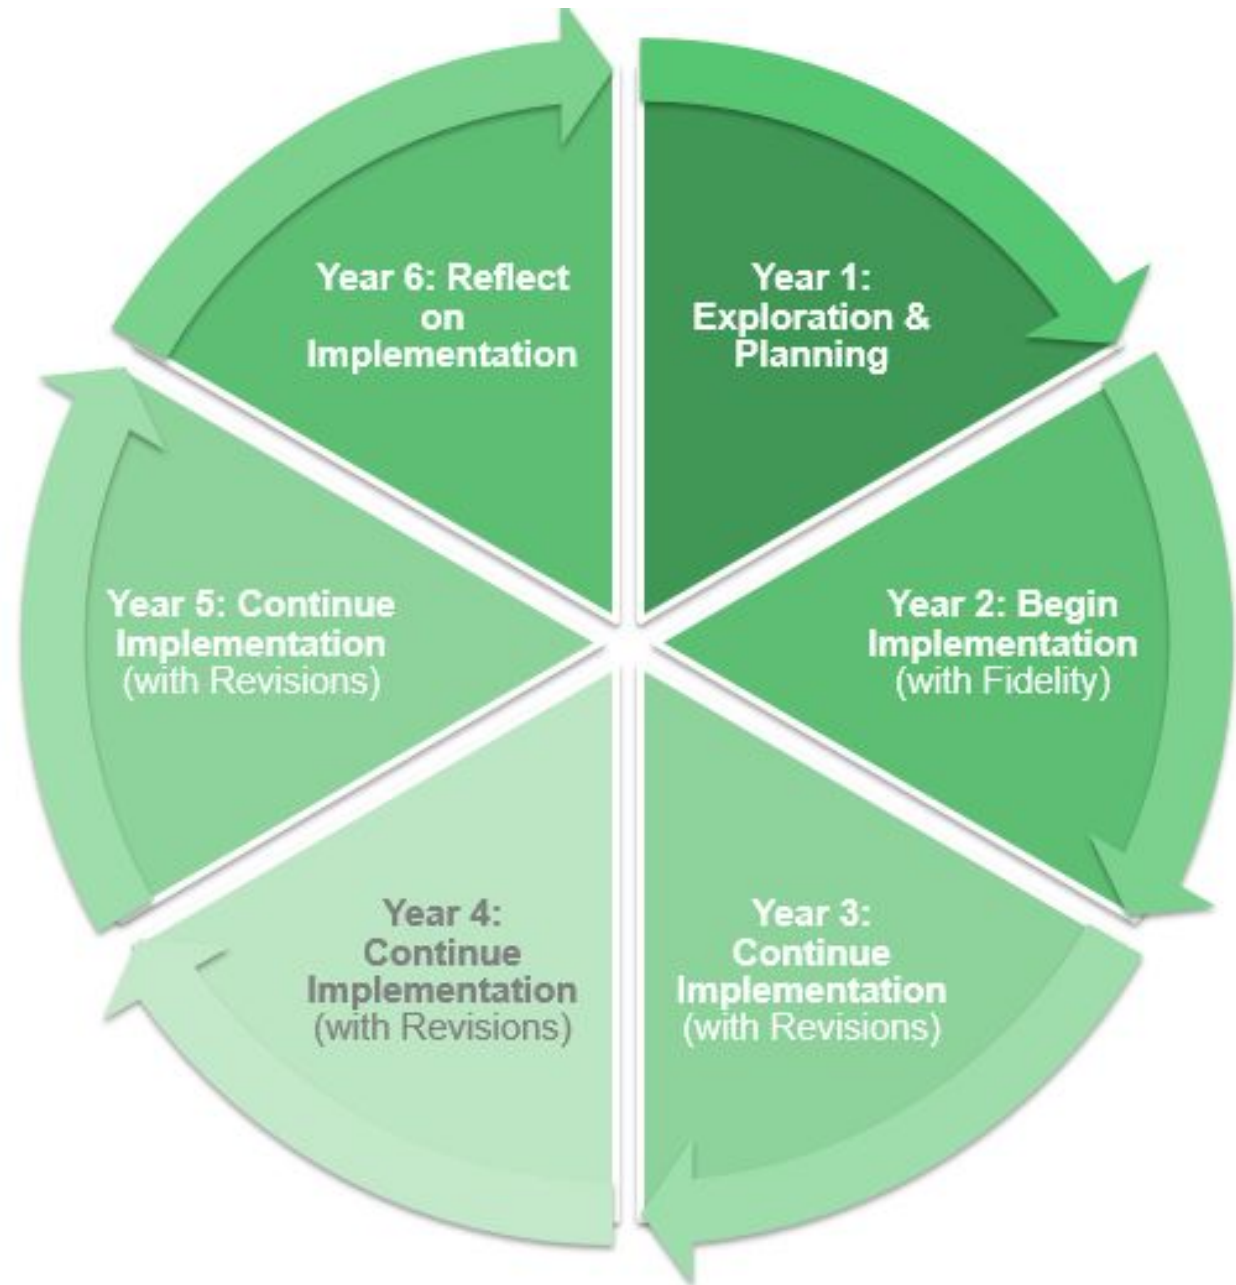 Year 1:
Exploration &
Planning
Year 2: Begin
Implementation
(with Fidelity)
Year 3:
Continue
Implementation
(with Revisions)
Year 4:
Continue
Implementation
(with Revisions)
Year 5: Continue
Implementation
(with Revisions)
Year 6: Reflect
on
Implementation